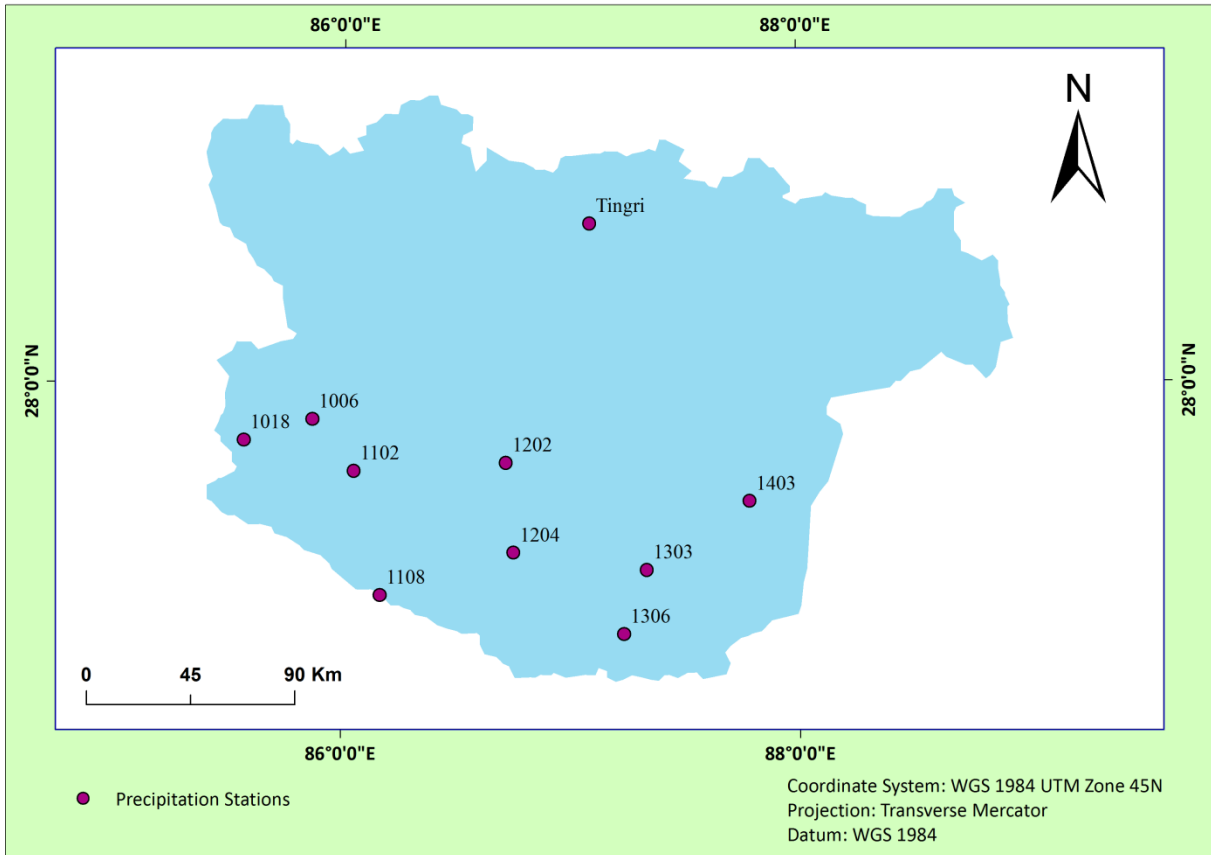 86°0'0"E
88°0'0"E
N
Tingri
28°0'0"N
28°0'0"N
1006
1018
1102
1202
1403
1204
1303
1108
1306
0 45 90 Km
86°0'0"E
88°0'0"E
Precipitation Stations
Coordinate System: WGS 1984 UTM Zone 45N
Projection: Transverse Mercator
Datum: WGS 1984